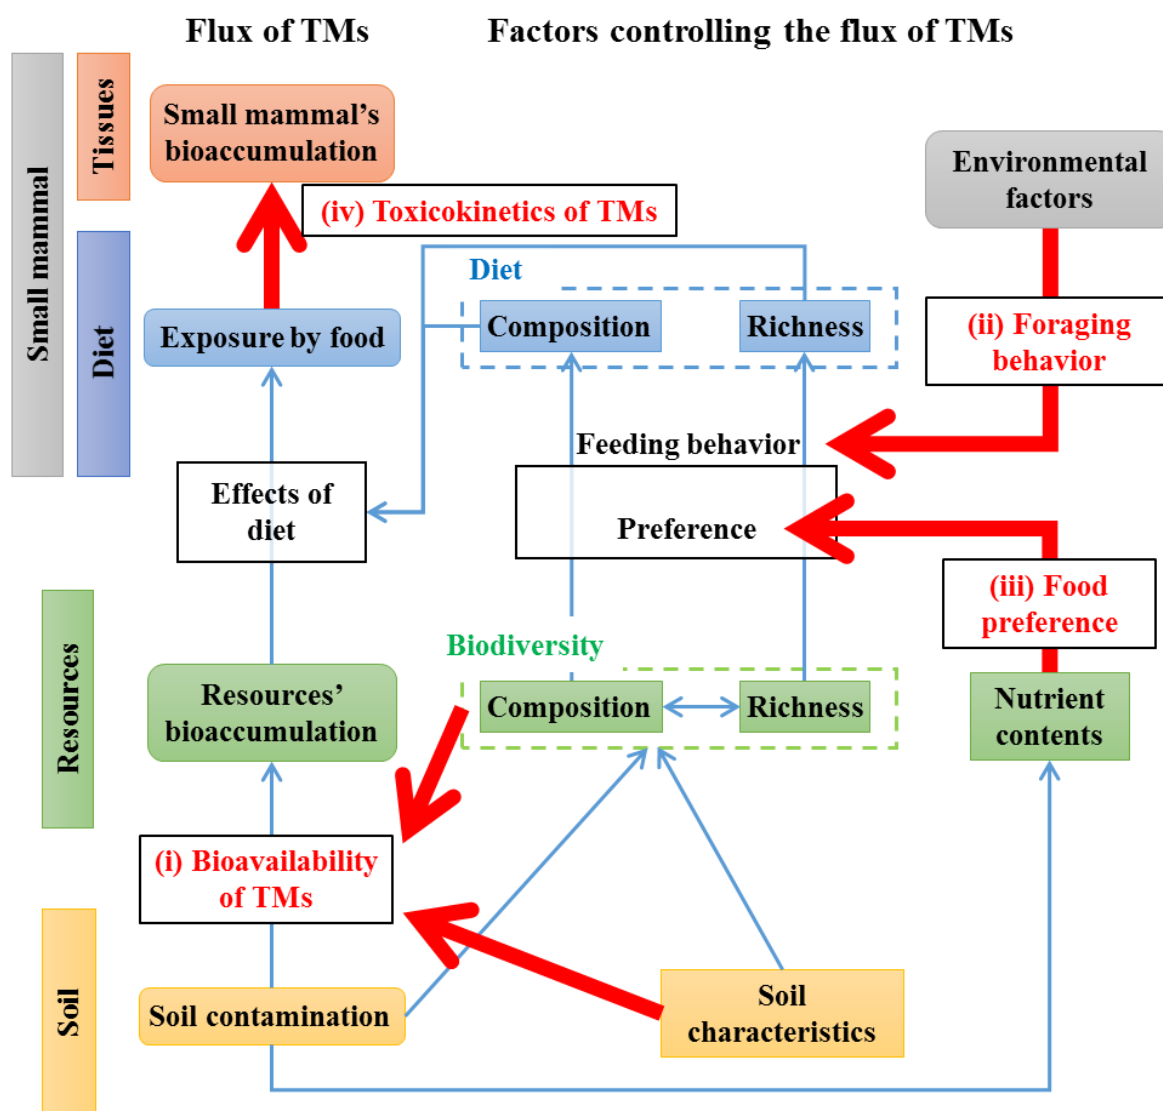 Flux of TMs
Factors controlling the flux of TMs
Small mammal
Tissues
Diet
Resources
Soil
Small mammal's
bioaccumulation
(iv) Toxicokinetics of TMs
Environmental
factors
Diet
Exposure by food
Composition
Richness
(ii) Foraging
behavior
Feeding behavior
Effects of
diet
Preference
(iii) Food
preference
Biodiversity
Resources'
bioaccumulation
Composition
Richness
Nutrient
contents
(i) Bioavailability
of TMs
Soil contamination
Soil
characteristics